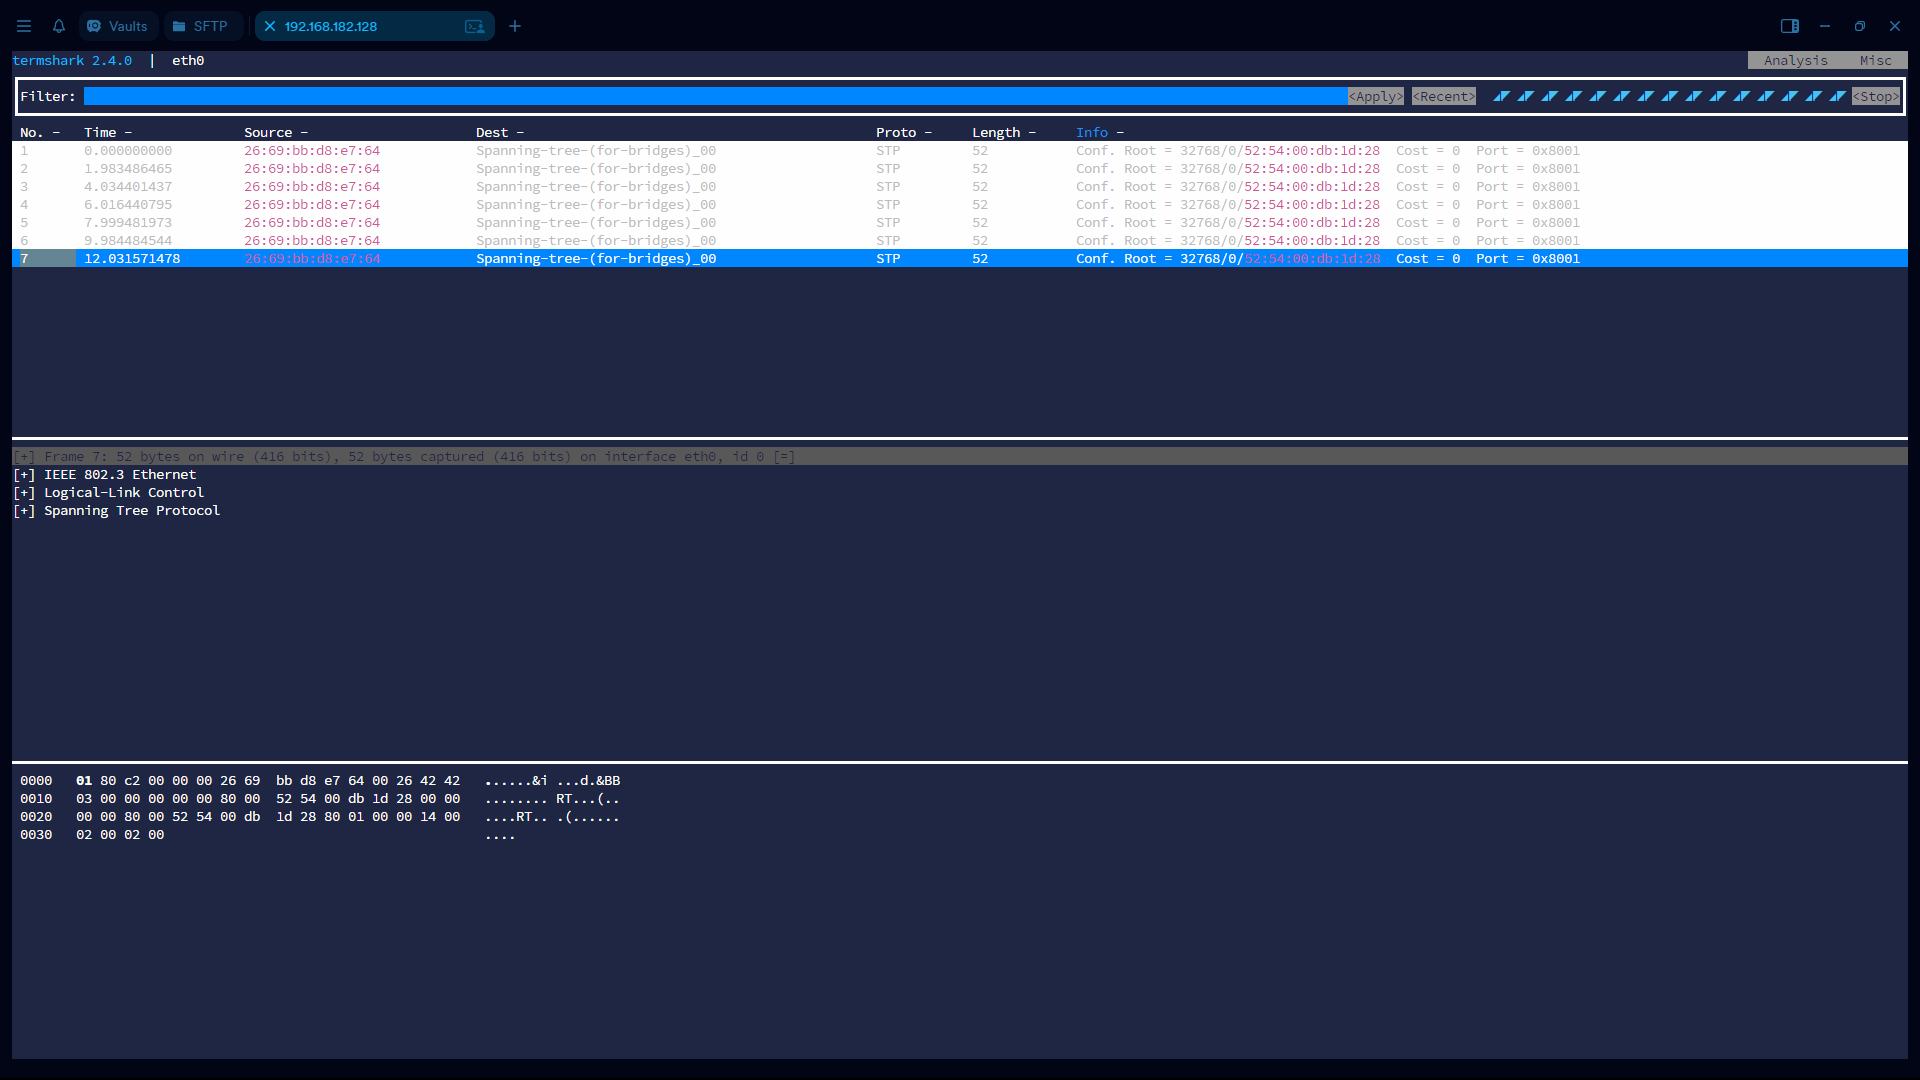 Vaults SFTP 192.168.182.128
termshark 2.4.0 | eth0 Analysis Misc
Filter: <Apply> <Recent> <Stop>
No. - Time - Source - Dest - Proto - Length - Info -
1 0.000000000 26:69:bb:d8:e7:64 Spanning-tree-(for-bridges)_00 STP 52 Conf. Root = 32768/0/52:54:00:db:1d:28 Cost = 0 Port = 0x8001
2 1.983486465 26:69:bb:d8:e7:64 Spanning-tree-(for-bridges)_00 STP 52 Conf. Root = 32768/0/52:54:00:db:1d:28 Cost = 0 Port = 0x8001
3 4.034401437 26:69:bb:d8:e7:64 Spanning-tree-(for-bridges)_00 STP 52 Conf. Root = 32768/0/52:54:00:db:1d:28 Cost = 0 Port = 0x8001
4 6.016440795 26:69:bb:d8:e7:64 Spanning-tree-(for-bridges)_00 STP 52 Conf. Root = 32768/0/52:54:00:db:1d:28 Cost = 0 Port = 0x8001
5 7.999481973 26:69:bb:d8:e7:64 Spanning-tree-(for-bridges)_00 STP 52 Conf. Root = 32768/0/52:54:00:db:1d:28 Cost = 0 Port = 0x8001
6 9.984484544 26:69:bb:d8:e7:64 Spanning-tree-(for-bridges)_00 STP 52 Conf. Root = 32768/0/52:54:00:db:1d:28 Cost = 0 Port = 0x8001
7 12.031571478 26:69:bb:d8:e7:64 Spanning-tree-(for-bridges)_00 STP 52 Conf. Root = 32768/0/52:54:00:db:1d:28 Cost = 0 Port = 0x8001
[+] Frame 7: 52 bytes on wire (416 bits), 52 bytes captured (416 bits) on interface eth0, id 0 [=]
[+] IEEE 802.3 Ethernet
[+] Logical-Link Control
[+] Spanning Tree Protocol
0000 01 80 c2 00 00 00 26 69 bb d8 e7 64 00 26 42 42 ......&i ...d.&BB
0010 03 00 00 00 00 00 80 00 52 54 00 db 1d 28 00 00 ........ RT...(..
0020 00 00 80 00 52 54 00 db 1d 28 80 01 00 00 14 00 ....RT.. .(......
0030 02 00 02 00 ....